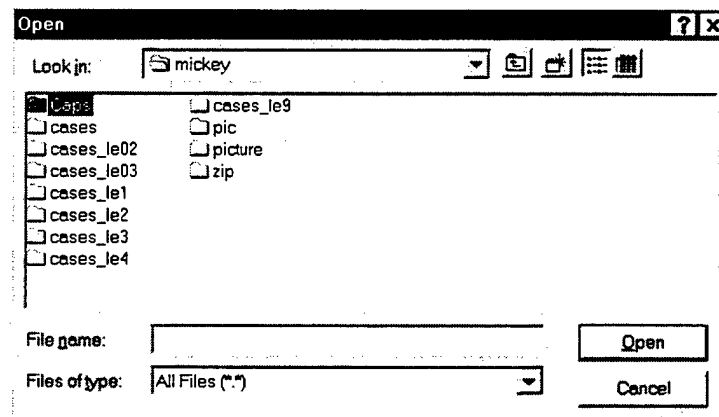 Open ? x
Look in: mickey
Caps
cases
cases_le02
cases_le03
cases_le1
cases_le2
cases_le3
cases_le4
cases_le9
pic
picture
zip
File name: Open
Files of type: All Files (*.*) Cancel